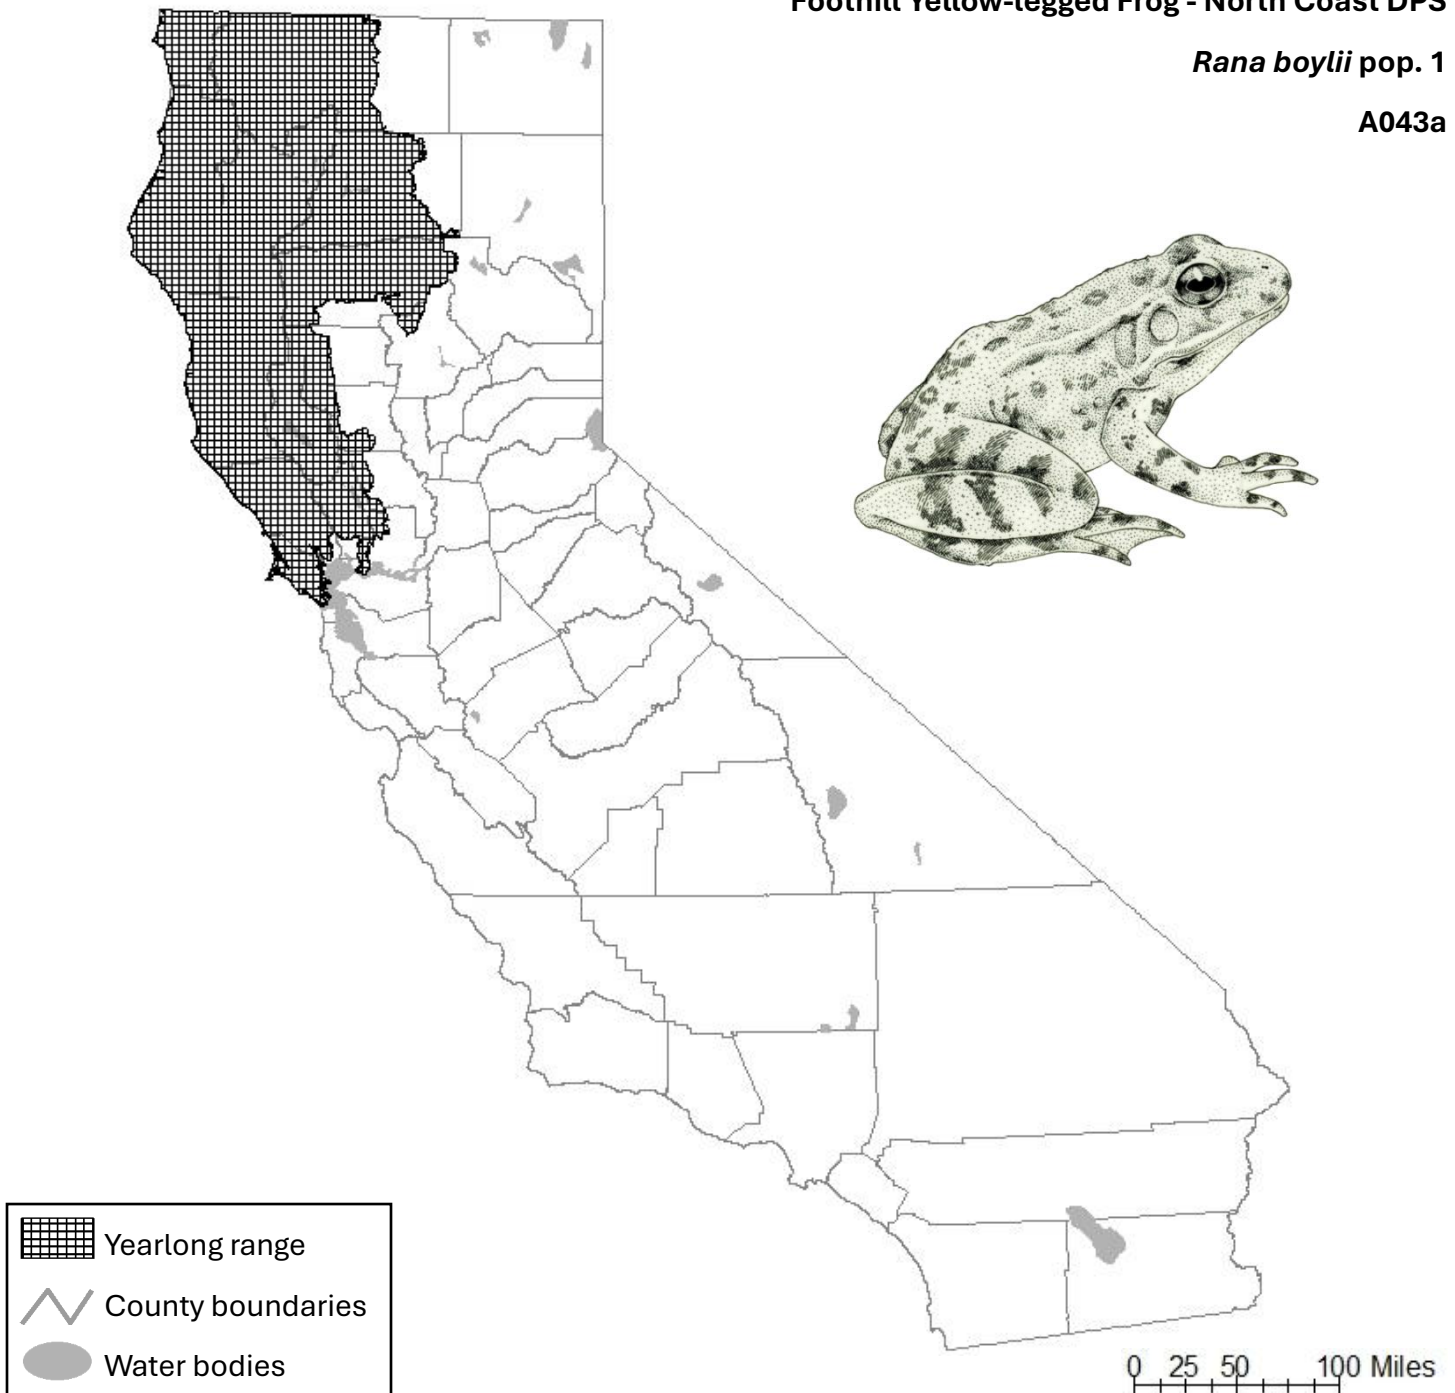 Foothill Yellow-legged Frog - North Coast DPS
Rana boylii pop. 1
A043a
Yearlong range
County boundaries
Water bodies
0 25 50 100 Miles